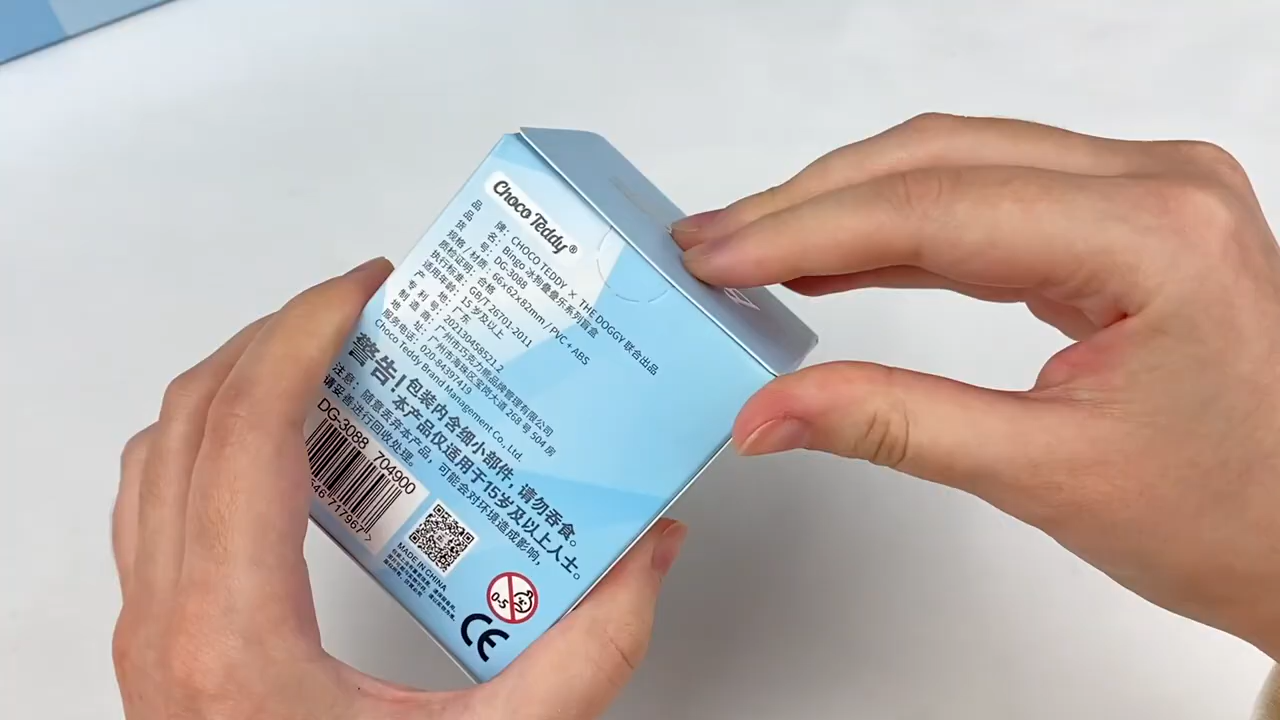 Choco Teddy®
品 牌：CHOCO TEDDY × THE DOGGY 联合出品
品 名：Bingo 冰狗叠叠乐系列盲盒
货 号：DG-3088
规格 / 材质：66x62x82mm / PVC + ABS
质检证明：合格
执行标准：GB/T 26701-2011
适用年龄：15 岁及以上
产 地：广东
专 利 号：202130456521.2
制 造 商：广州市巧克力熊品牌管理有限公司
地 址：广州市海珠区宝岗大道 268 号 504 房
服务电话：020-84397419
Choco Teddy Brand Management Co., Ltd.
警告！包装内含细小部件，请勿吞食。
本产品仅适用于15岁及以上人士。
注意：随意丢弃本产品，可能会对环境造成影响，
请妥善进行回收处理。
DG-3088 704900
546 717967 >
MADE IN CHINA
0-5
CE